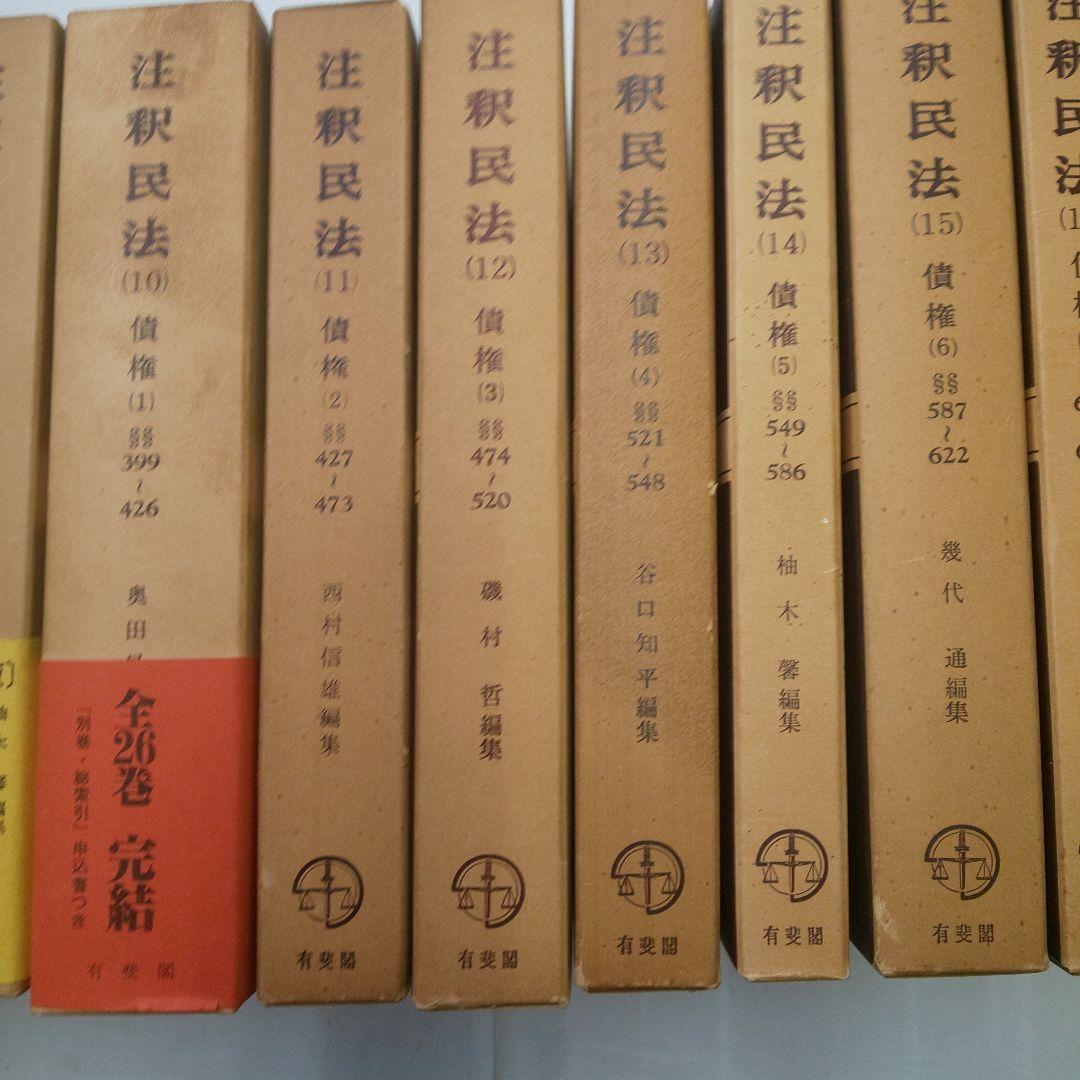 注釈民法
(10)
債権
(1)
§§
399
~
426
奥田
全26巻 完結
『別巻・総索引』申込書つき
有斐閣
注釈民法
(11)
債権
(2)
§§
427
~
473
西村信雄編集
有斐閣
注釈民法
(12)
債権
(3)
§§
474
~
520
磯村 哲編集
有斐閣
注釈民法
(13)
債権
(4)
§§
521
~
548
谷口知平編集
有斐閣
注釈民法
(14)
債権
(5)
§§
549
~
586
柚木 馨編集
有斐閣
注釈民法
(15)
債権
(6)
§§
587
~
622
幾代 通編集
有斐閣
注釈民法